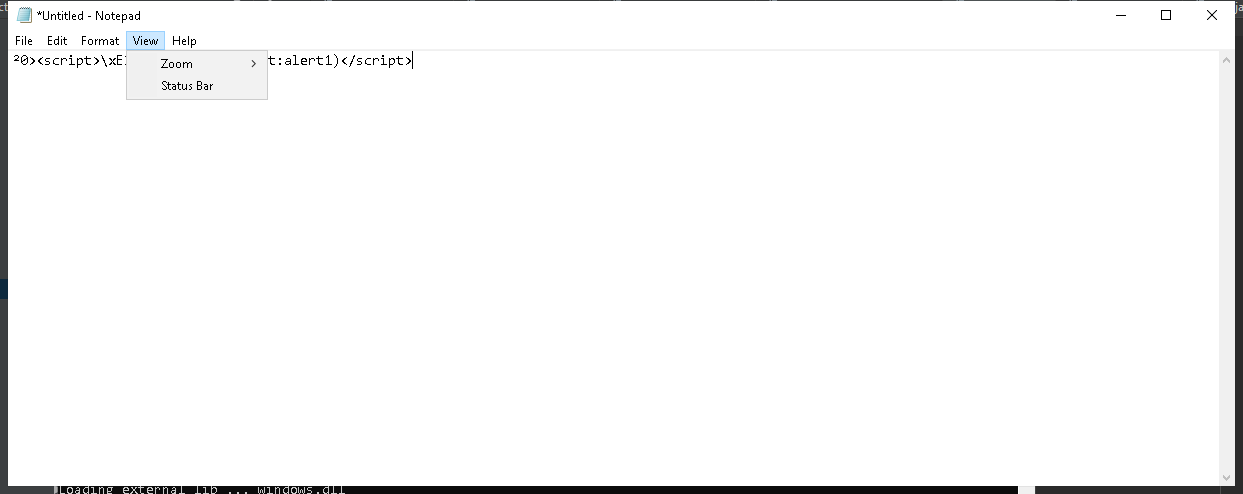 *Untitled - Notepad
File Edit Format View Help
²0><script>\xE t:alert1)</script>
Zoom >
Status Bar
Loading external lib ... windows.dll